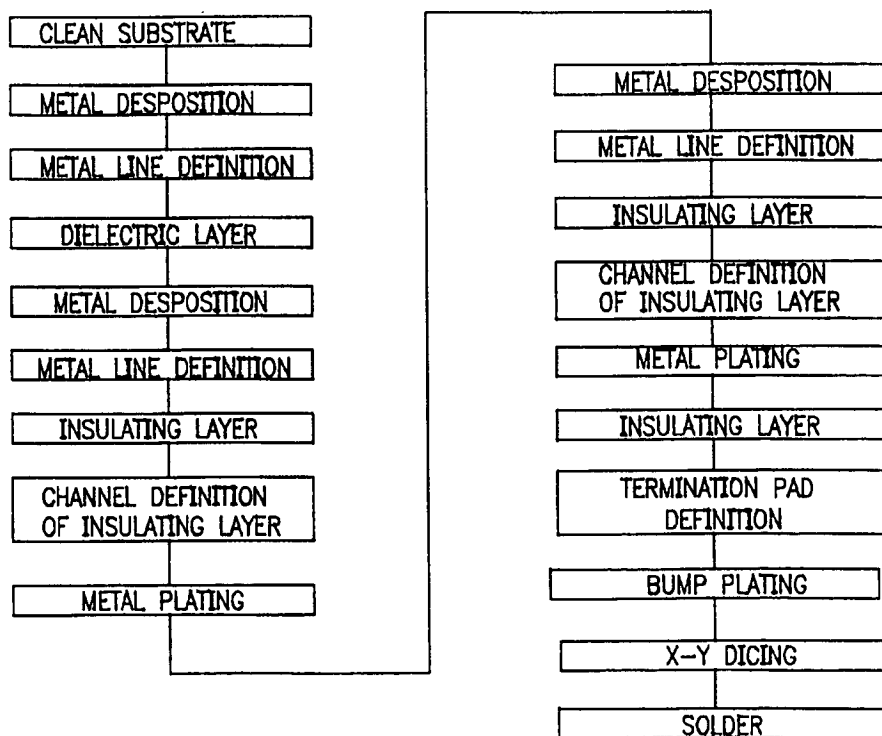 CLEAN SUBSTRATE
METAL DESPOSITION
METAL LINE DEFINITION
DIELECTRIC LAYER
METAL DESPOSITION
METAL LINE DEFINITION
INSULATING LAYER
CHANNEL DEFINITION
OF INSULATING LAYER
METAL PLATING
METAL DESPOSITION
METAL LINE DEFINITION
INSULATING LAYER
CHANNEL DEFINITION
OF INSULATING LAYER
METAL PLATING
INSULATING LAYER
TERMINATION PAD
DEFINITION
BUMP PLATING
X-Y DICING
SOLDER